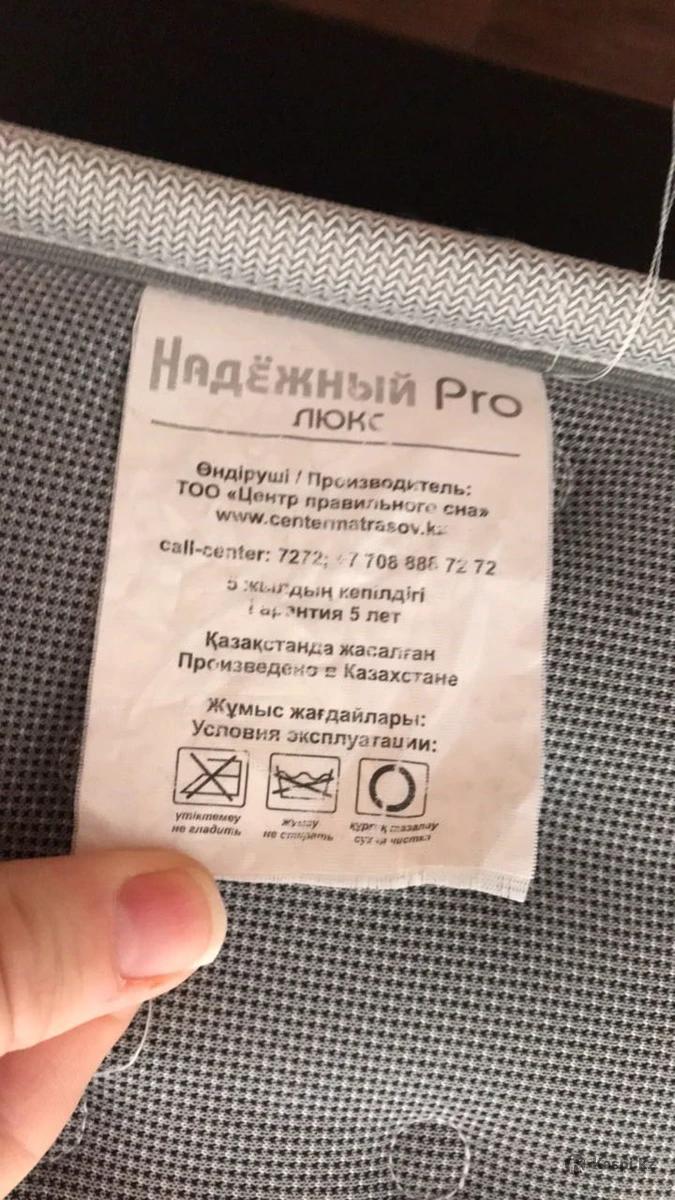 Надёжный Pro
ЛЮКС
Өндіруші / Производитель:
ТОО «Центр правильного сна»
www.centermatrasov.kz
call-center: 7272; +7 708 888 72 72
5 жылдың кепілдігі
Гарантия 5 лет
Қазақстанда жасалған
Произведено в Казахстане
Жұмыс жағдайлары:
Условия эксплуатации:
үтіктемеу
не гладить
жумау
не стирать
құрғақ тазалау
сухая чистка